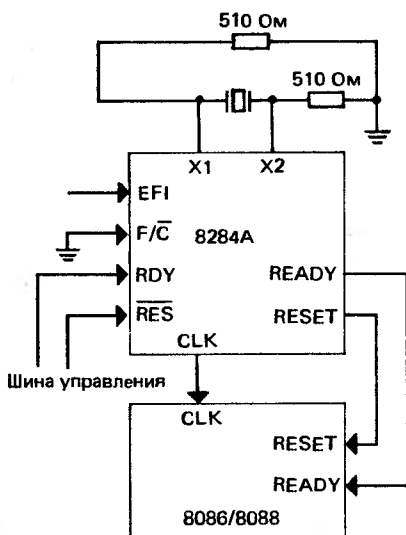 510 Ом
510 Ом
X1
X2
EFI
F/C̅
8284A
RDY
READY
R̅E̅S̅
RESET
CLK
Шина управления
CLK
RESET
READY
8086/8088